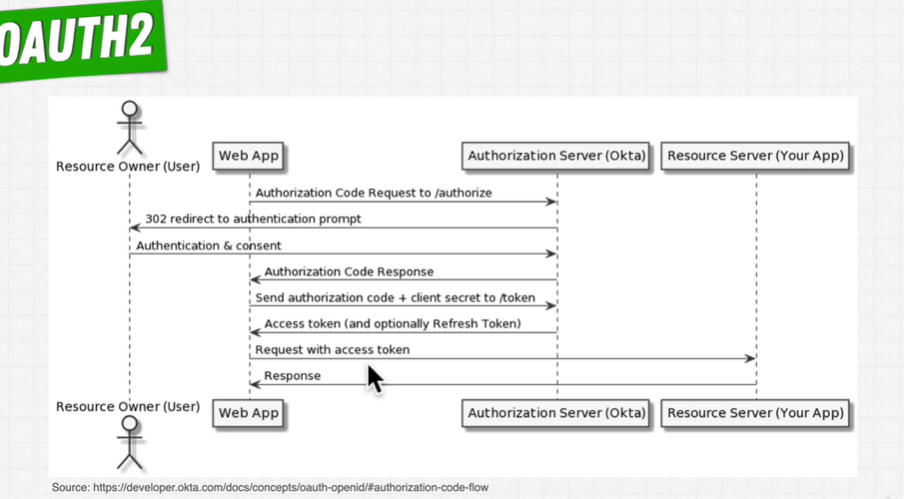 OAUTH2
Resource Owner (User)
Web App
Authorization Server (Okta)
Resource Server (Your App)
Authorization Code Request to /authorize
302 redirect to authentication prompt
Authentication & consent
Authorization Code Response
Send authorization code + client secret to /token
Access token (and optionally Refresh Token)
Request with access token
Response
Resource Owner (User)
Web App
Authorization Server (Okta)
Resource Server (Your App)
Source: https://developer.okta.com/docs/concepts/oauth-openid/#authorization-code-flow